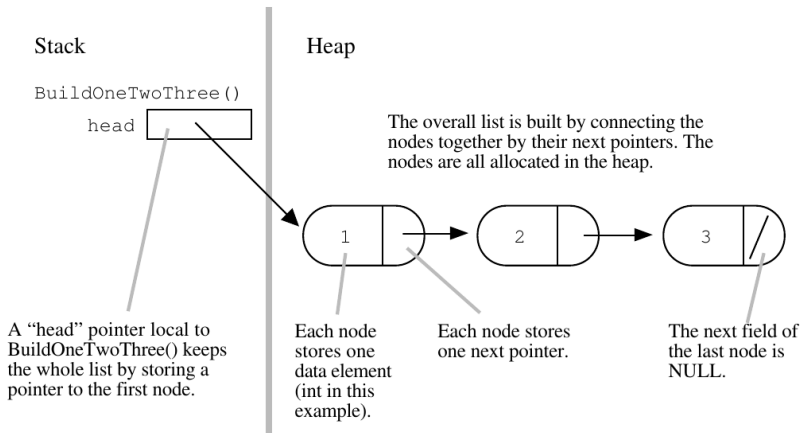 Stack
Heap
BuildOneTwoThree()
head
The overall list is built by connecting the
nodes together by their next pointers. The
nodes are all allocated in the heap.
1
2
3
A “head” pointer local to
BuildOneTwoThree() keeps
the whole list by storing a
pointer to the first node.
Each node
stores one
data element
(int in this
example).
Each node stores
one next pointer.
The next field of
the last node is
NULL.